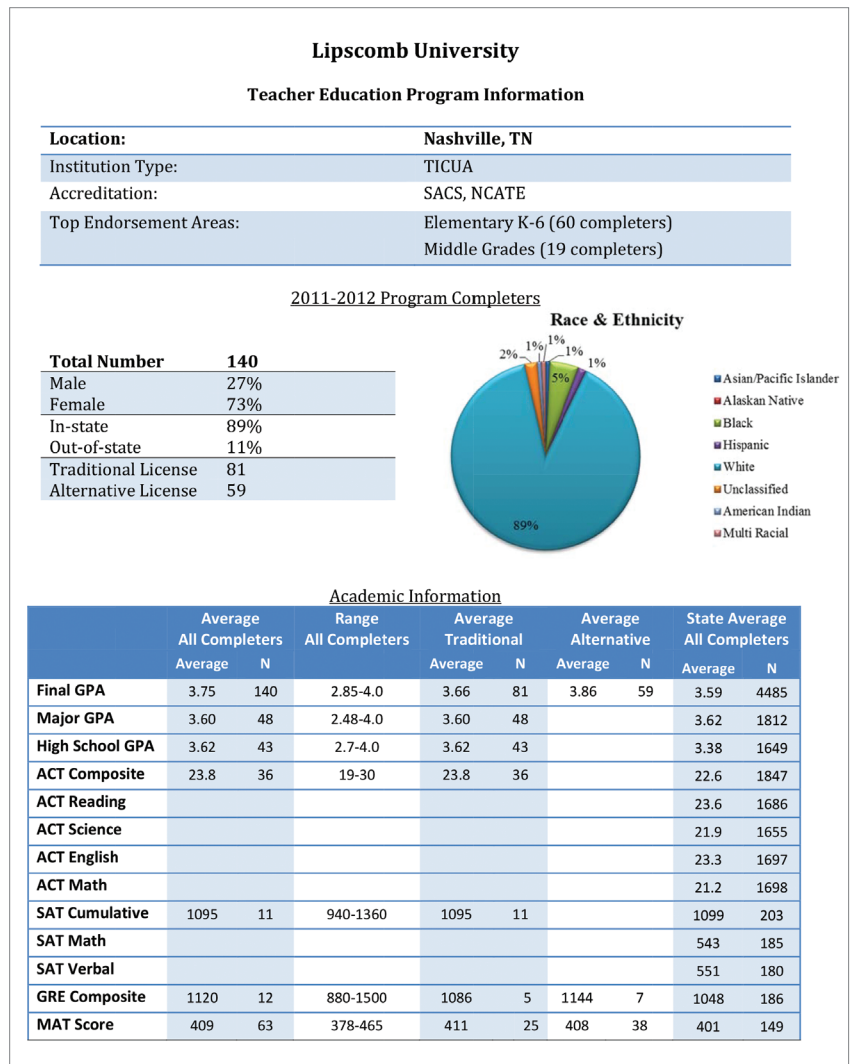 Lipscomb University
Teacher Education Program Information
Location: Nashville, TN
Institution Type: TICUA
Accreditation: SACS, NCATE
Top Endorsement Areas: Elementary K-6 (60 completers)
Middle Grades (19 completers)
2011-2012 Program Completers
Race & Ethnicity
Total Number 140
Male 27%
Female 73%
In-state 89%
Out-of-state 11%
Traditional License 81
Alternative License 59
2% 1% 1% 1% 1%
5%
89%
Asian/Pacific Islander
Alaskan Native
Black
Hispanic
White
Unclassified
American Indian
Multi Racial
Academic Information
Average Range Average Average State Average
All Completers All Completers Traditional Alternative All Completers
Average N Average N Average N Average N
Final GPA 3.75 140 2.85-4.0 3.66 81 3.86 59 3.59 4485
Major GPA 3.60 48 2.48-4.0 3.60 48 3.62 1812
High School GPA 3.62 43 2.7-4.0 3.62 43 3.38 1649
ACT Composite 23.8 36 19-30 23.8 36 22.6 1847
ACT Reading 23.6 1686
ACT Science 21.9 1655
ACT English 23.3 1697
ACT Math 21.2 1698
SAT Cumulative 1095 11 940-1360 1095 11 1099 203
SAT Math 543 185
SAT Verbal 551 180
GRE Composite 1120 12 880-1500 1086 5 1144 7 1048 186
MAT Score 409 63 378-465 411 25 408 38 401 149